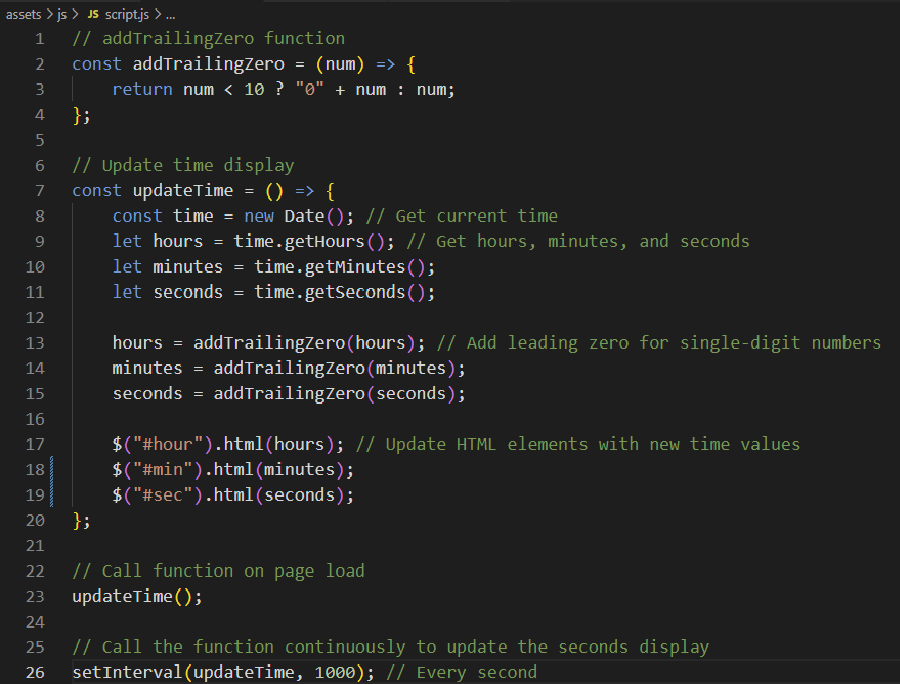 assets > js > JS script.js > ...
1 // addTrailingZero function
2 const addTrailingZero = (num) => {
3     return num < 10 ? "0" + num : num;
4 };
5
6 // Update time display
7 const updateTime = () => {
8     const time = new Date(); // Get current time
9     let hours = time.getHours(); // Get hours, minutes, and seconds
10     let minutes = time.getMinutes();
11     let seconds = time.getSeconds();
12
13     hours = addTrailingZero(hours); // Add leading zero for single-digit numbers
14     minutes = addTrailingZero(minutes);
15     seconds = addTrailingZero(seconds);
16
17     $("#hour").html(hours); // Update HTML elements with new time values
18     $("#min").html(minutes);
19     $("#sec").html(seconds);
20 };
21
22 // Call function on page load
23 updateTime();
24
25 // Call the function continuously to update the seconds display
26 setInterval(updateTime, 1000); // Every second